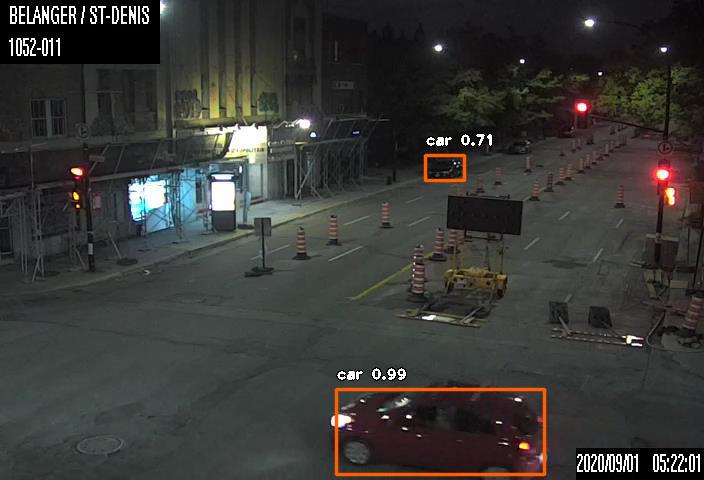 BELANGER / ST-DENIS
1052-011
car 0.71
car 0.99
2020/09/01 05:22:01